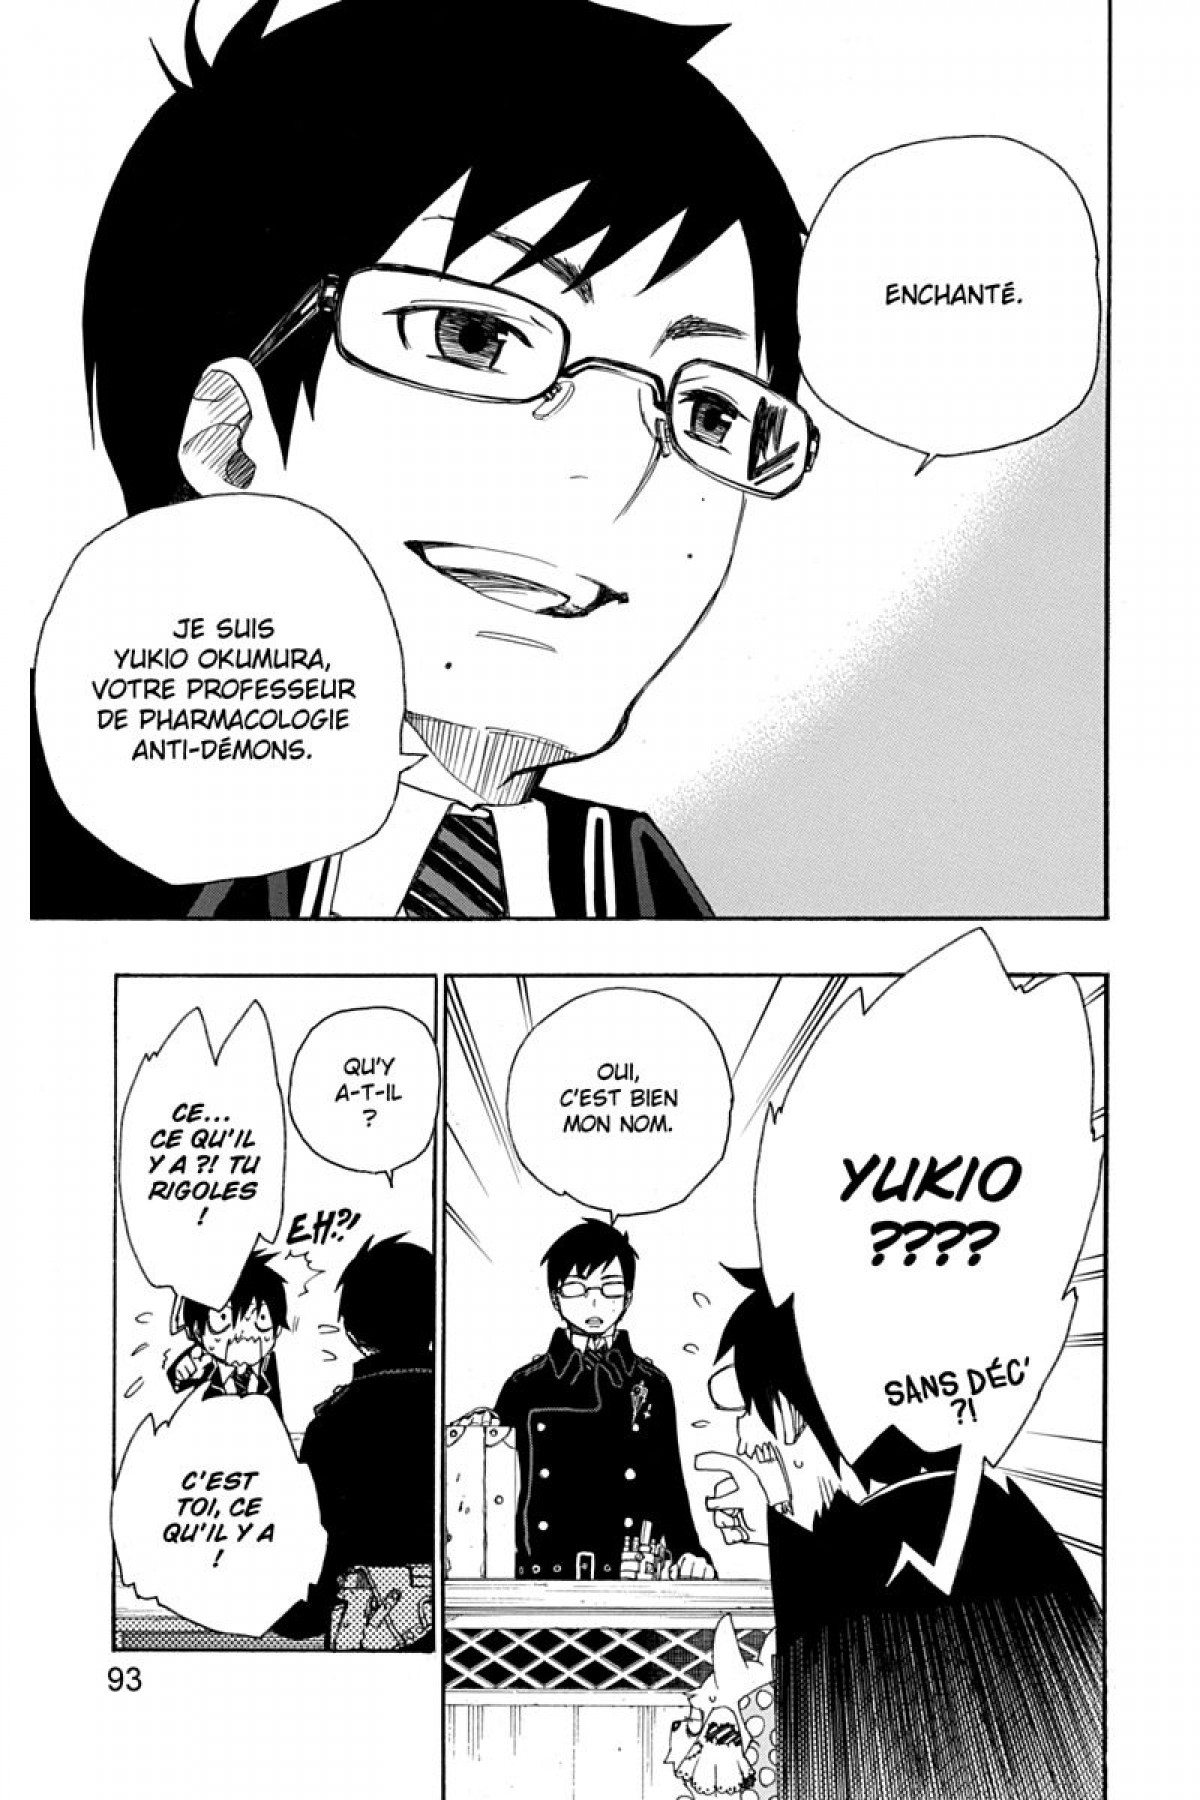 ENCHANTÉ.
JE SUIS
YUKIO OKUMURA,
VOTRE PROFESSEUR
DE PHARMACOLOGIE
ANTI-DÉMONS.
YUKIO
????
SANS DÉC'
?!
OUI,
C'EST BIEN
MON NOM.
QU'Y
A-T-IL
?
CE...
CE QU'IL
Y A ?! TU
RIGOLES
!
EH?!
C'EST
TOI, CE
QU'IL Y A
!
93